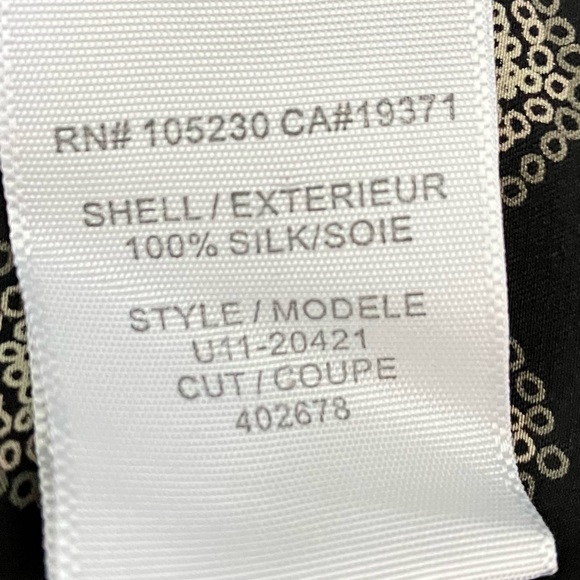 RN# 105230 CA#19371
SHELL / EXTERIEUR
100% SILK/SOIE
STYLE / MODELE
U11-20421
CUT / COUPE
402678